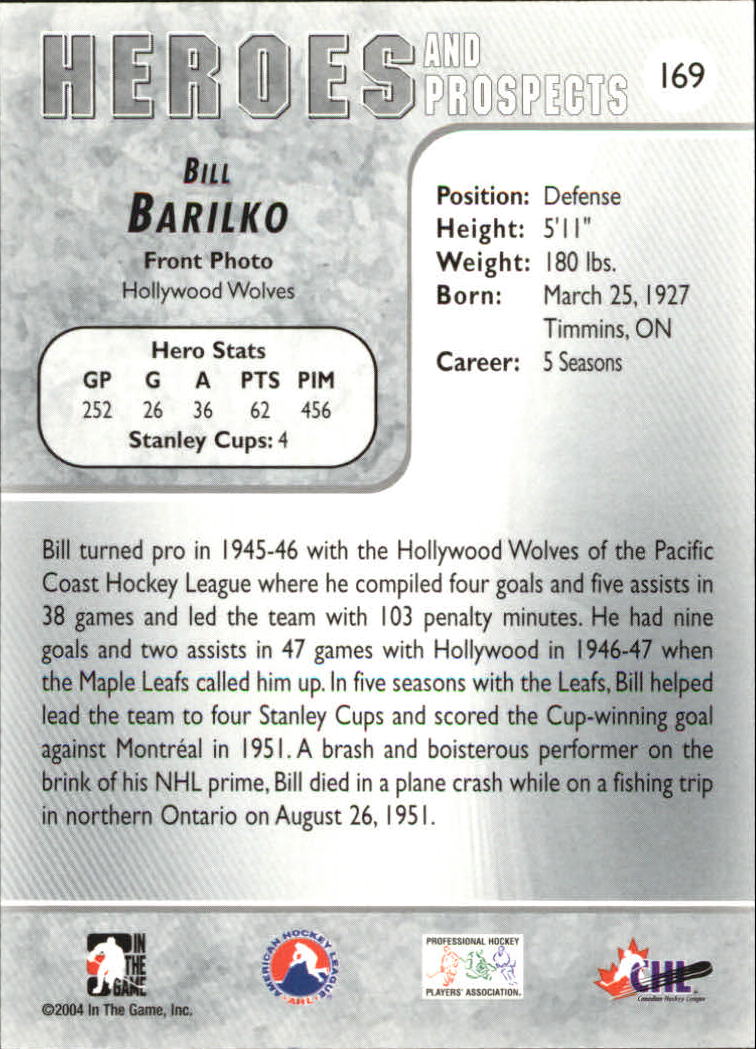 HEROES AND PROSPECTS
169
BILL
BARILKO
Front Photo
Hollywood Wolves
Hero Stats
GP G A PTS PIM
252 26 36 62 456
Stanley Cups: 4
Position: Defense
Height: 5'11"
Weight: 180 lbs.
Born: March 25, 1927
Timmins, ON
Career: 5 Seasons
Bill turned pro in 1945-46 with the Hollywood Wolves of the Pacific
Coast Hockey League where he compiled four goals and five assists in
38 games and led the team with 103 penalty minutes. He had nine
goals and two assists in 47 games with Hollywood in 1946-47 when
the Maple Leafs called him up. In five seasons with the Leafs, Bill helped
lead the team to four Stanley Cups and scored the Cup-winning goal
against Montréal in 1951. A brash and boisterous performer on the
brink of his NHL prime, Bill died in a plane crash while on a fishing trip
in northern Ontario on August 26, 1951.
IN
THE
GAME
©2004 In The Game, Inc.
AMERICAN HOCKEY LEAGUE
AHL
PROFESSIONAL HOCKEY
PLAYERS' ASSOCIATION.
CHL
Canadian Hockey League